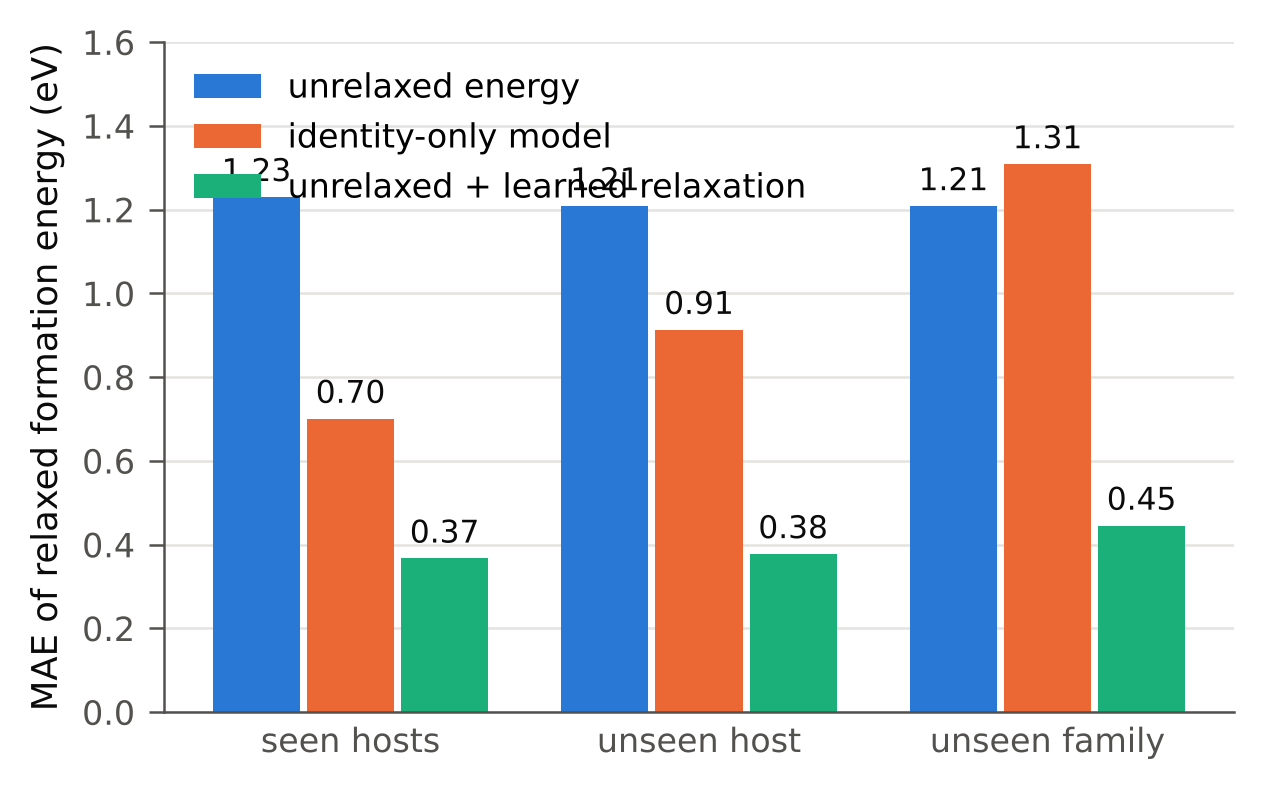 MAE of relaxed formation energy (eV)
1.6
1.4
1.2
1.0
0.8
0.6
0.4
0.2
0.0
unrelaxed energy
identity-only model
unrelaxed + learned relaxation
1.23
0.70
0.37
1.21
0.91
0.38
1.21
1.31
0.45
seen hosts
unseen host
unseen family